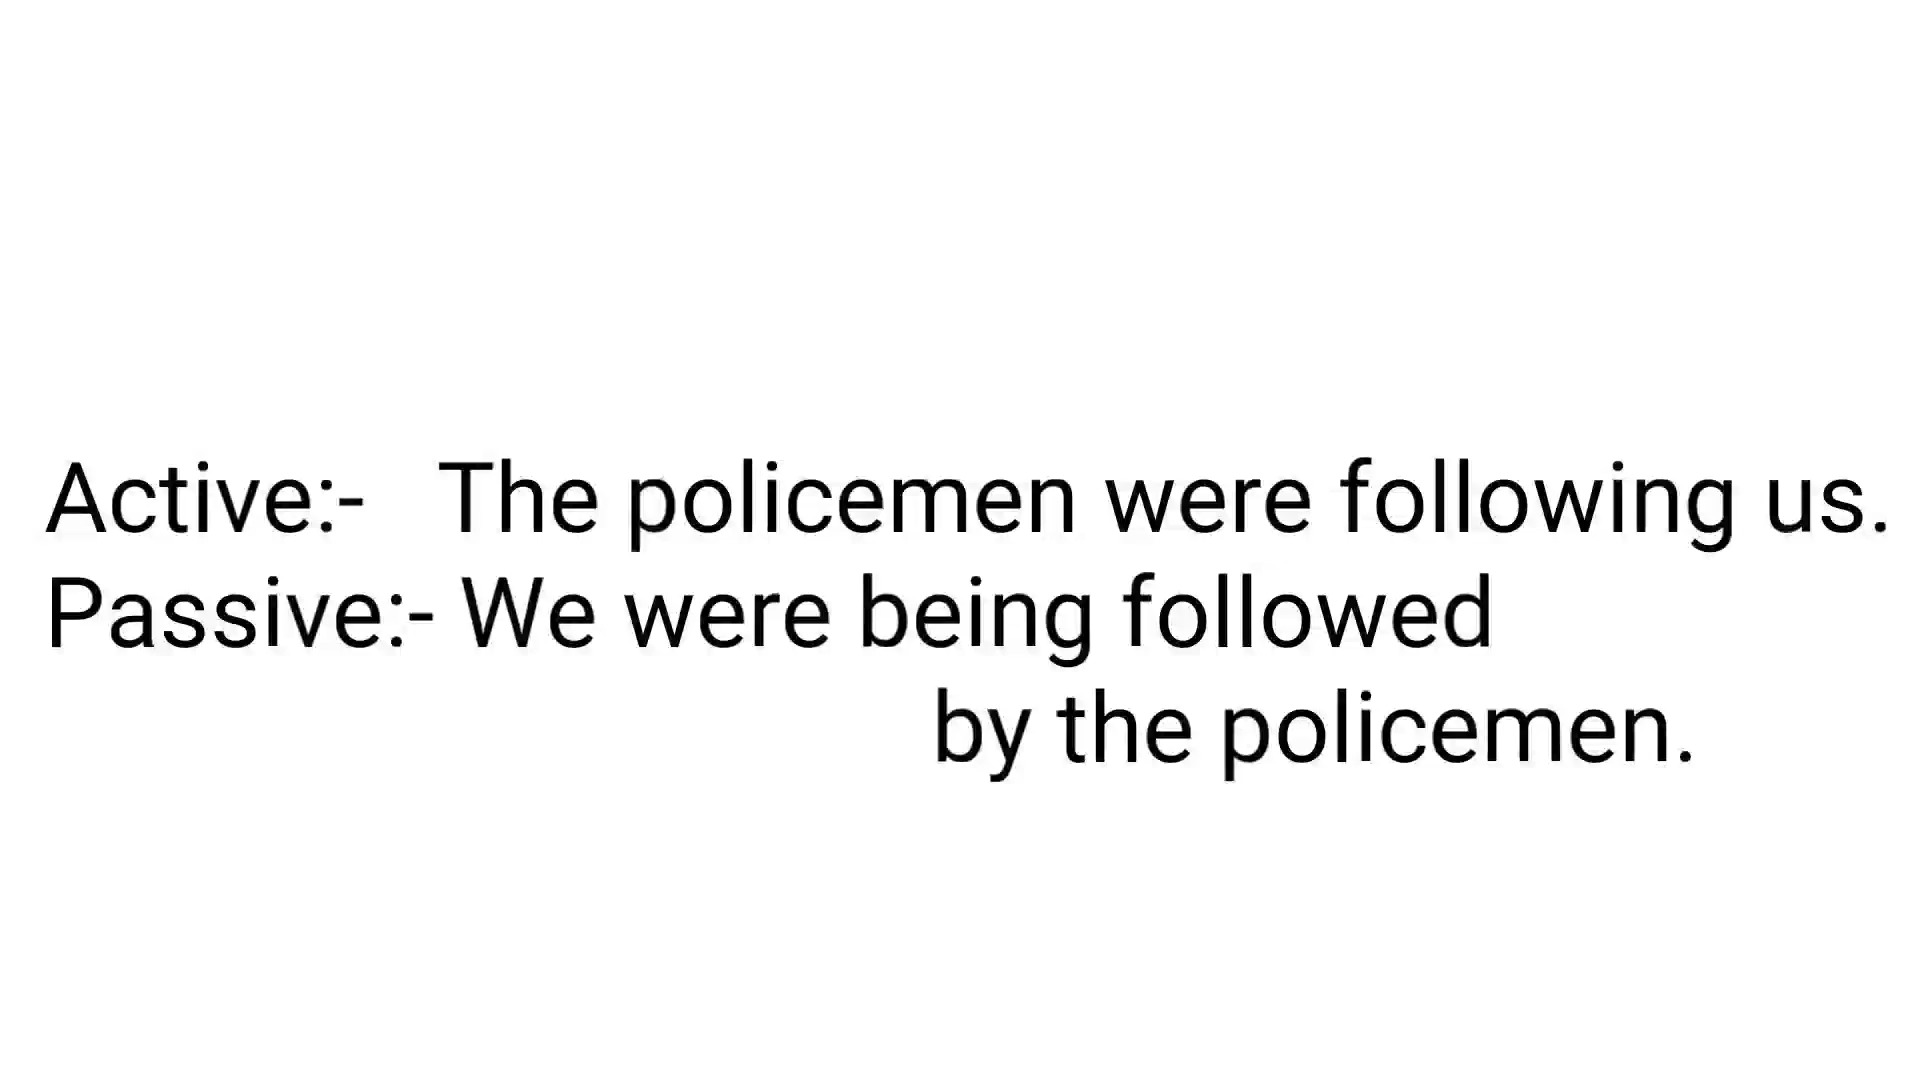 Active:- The policemen were following us.
Passive:- We were being followed
by the policemen.